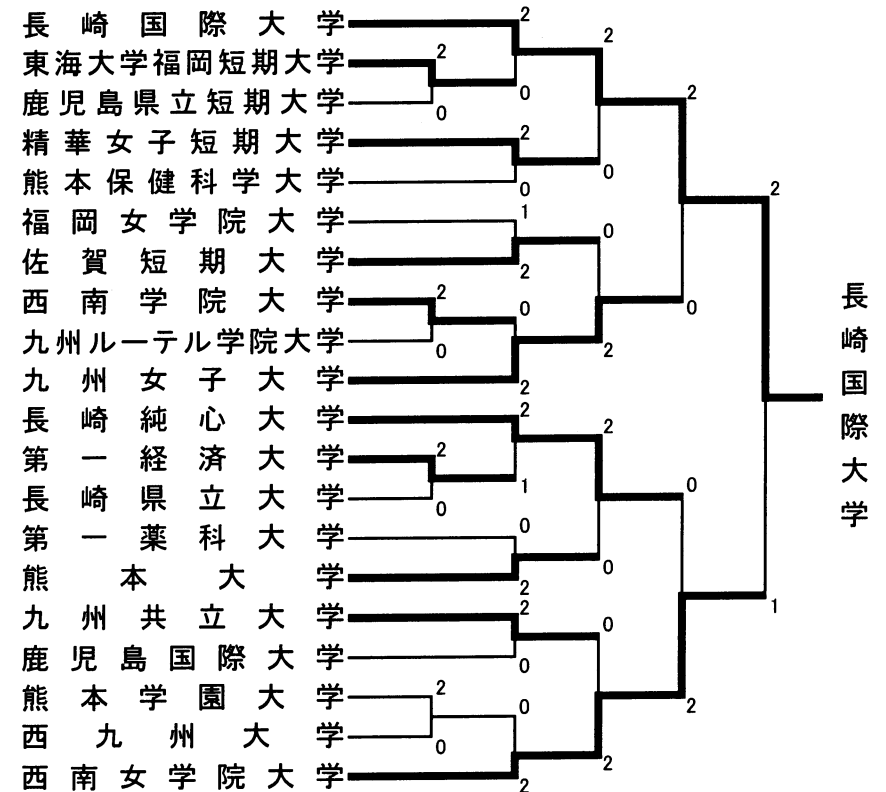 長崎国際大学
東海大学福岡短期大学
鹿児島県立短期大学
精華女子短期大学
熊本保健科学大学
福岡女学院大学
佐賀短期大学
西南学院大学
九州ルーテル学院大学
九州女子大学
長崎純心大学
第一経済大学
長崎県立大学
第一薬科大学
熊本大学
九州共立大学
鹿児島国際大学
熊本学園大学
西九州大学
西南女学院大学
2
2
0
0
2
0
1
2
2
0
0
2
2
2
0
1
0
2
2
0
2
0
0
2
2
0
0
2
2
0
0
2
2
0
0
2
2
1
長崎国際大学